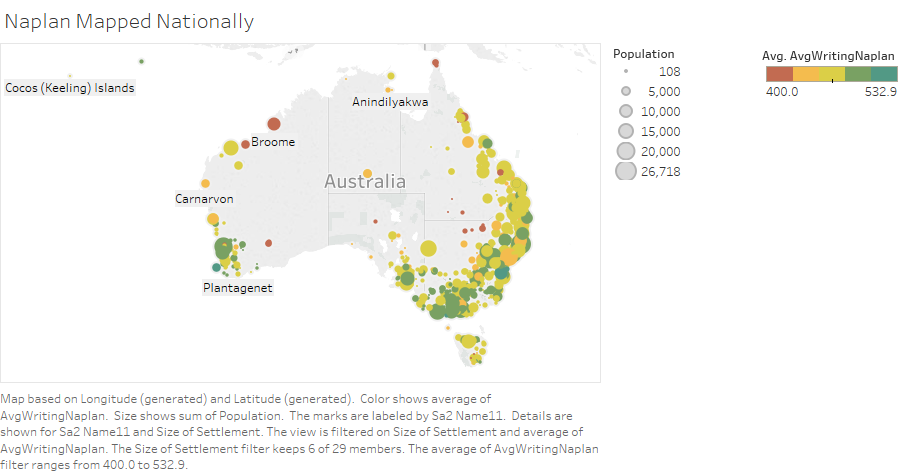 Naplan Mapped Nationally
Population
108
5,000
10,000
15,000
20,000
26,718
Avg. AvgWritingNaplan
400.0 532.9
Cocos (Keeling) Islands
Anindilyakwa
Broome
Australia
Carnarvon
Plantagenet
Map based on Longitude (generated) and Latitude (generated). Color shows average of
AvgWritingNaplan. Size shows sum of Population. The marks are labeled by Sa2 Name11. Details are
shown for Sa2 Name11 and Size of Settlement. The view is filtered on Size of Settlement and average of
AvgWritingNaplan. The Size of Settlement filter keeps 6 of 29 members. The average of AvgWritingNaplan
filter ranges from 400.0 to 532.9.